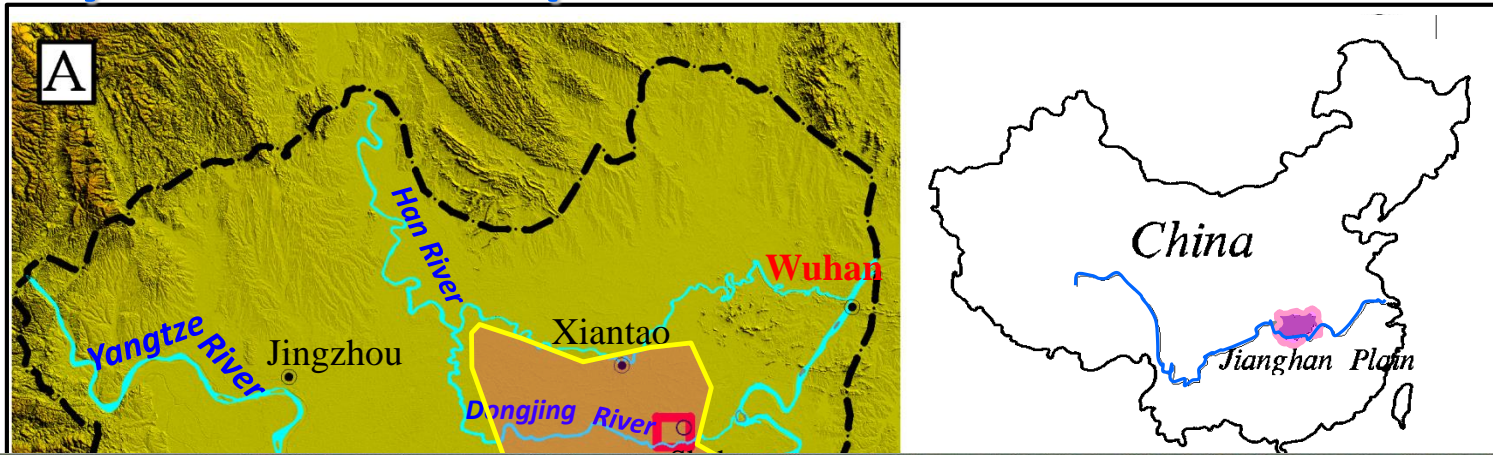 A
Han River
Wuhan
Yangtze River
Jingzhou
Xiantao
Dongjing River
China
Jianghan Plain